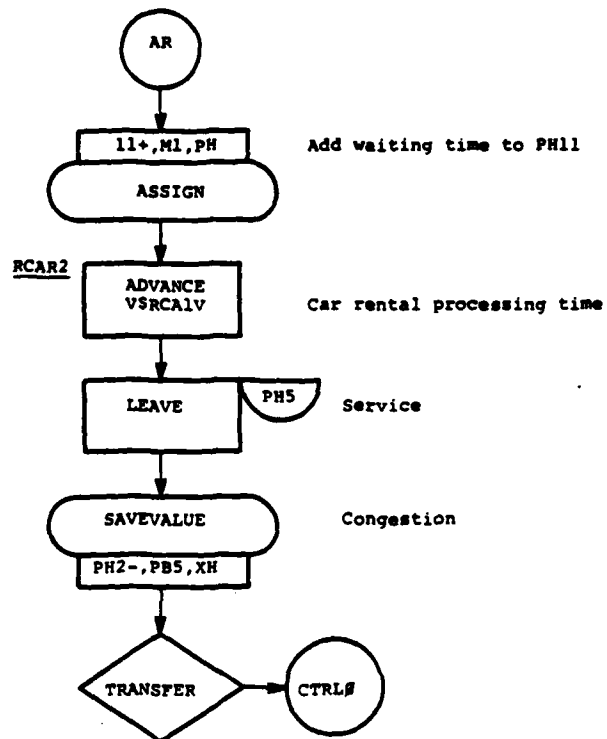 AR
11+,M1,PH
Add waiting time to PH11
ASSIGN
RCAR2
ADVANCE
V$RCA1V
Car rental processing time
LEAVE
PH5
Service
SAVEVALUE
Congestion
PH2-,PB5,XH
TRANSFER
CTRLØ